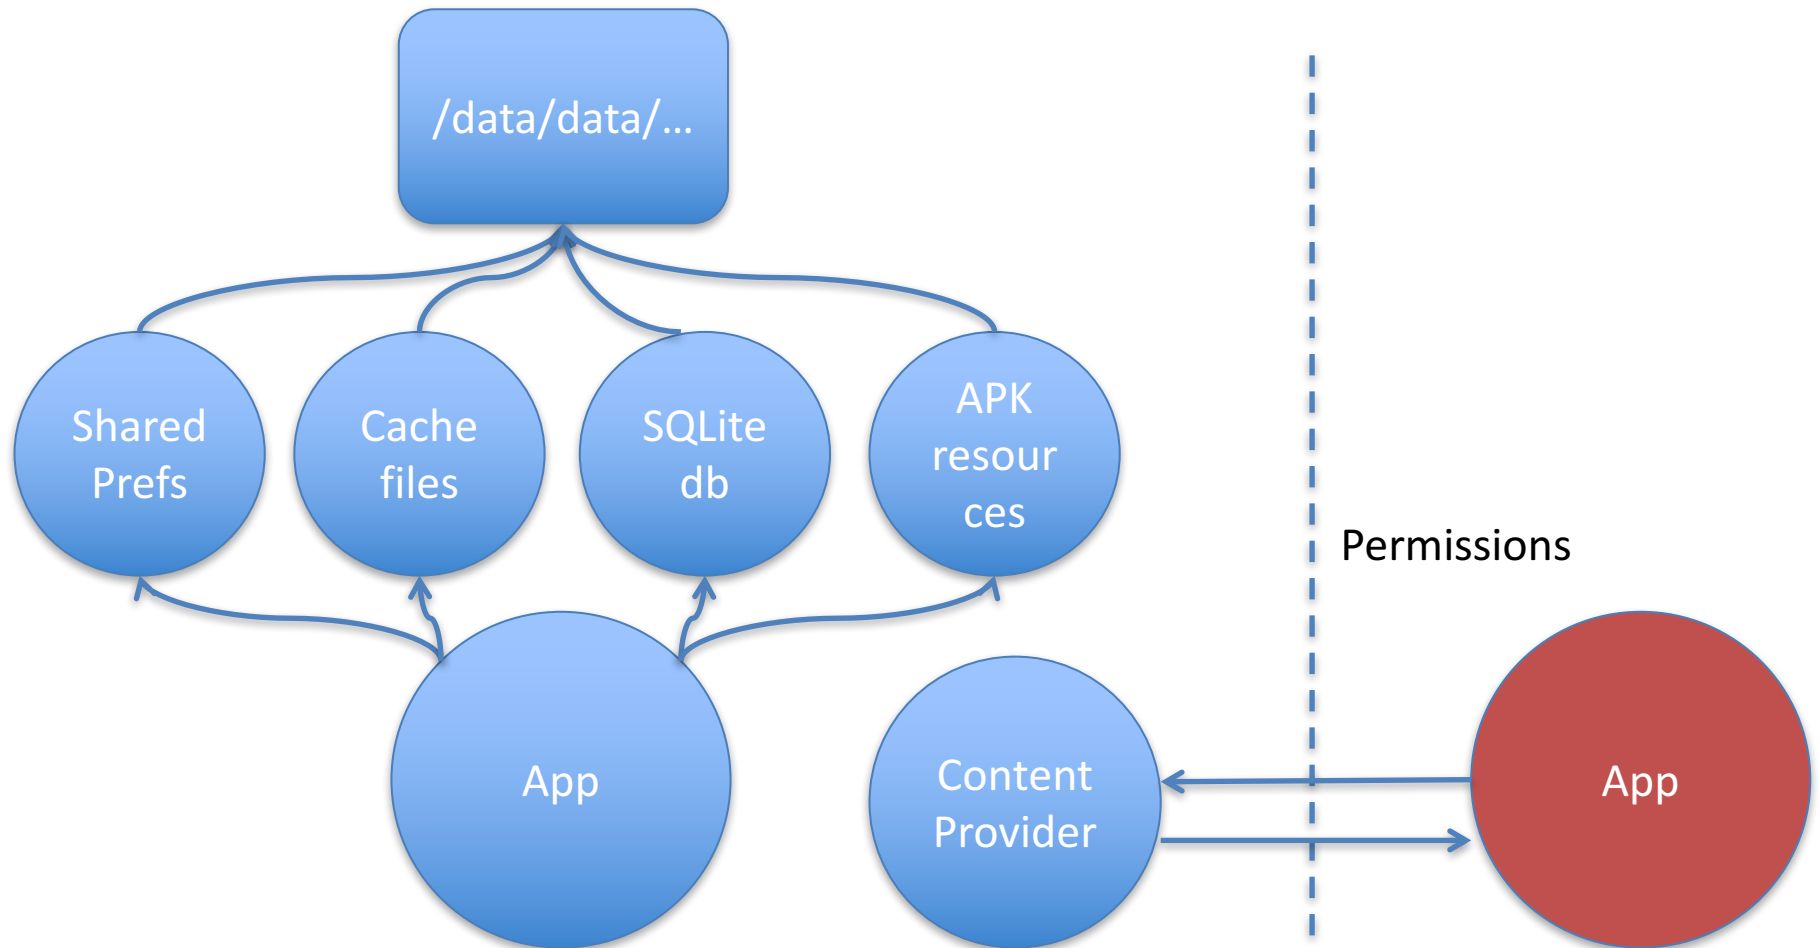 /data/data/...
Shared
Prefs
Cache
files
SQLite
db
APK
resour
ces
Permissions
App
Content
Provider
App